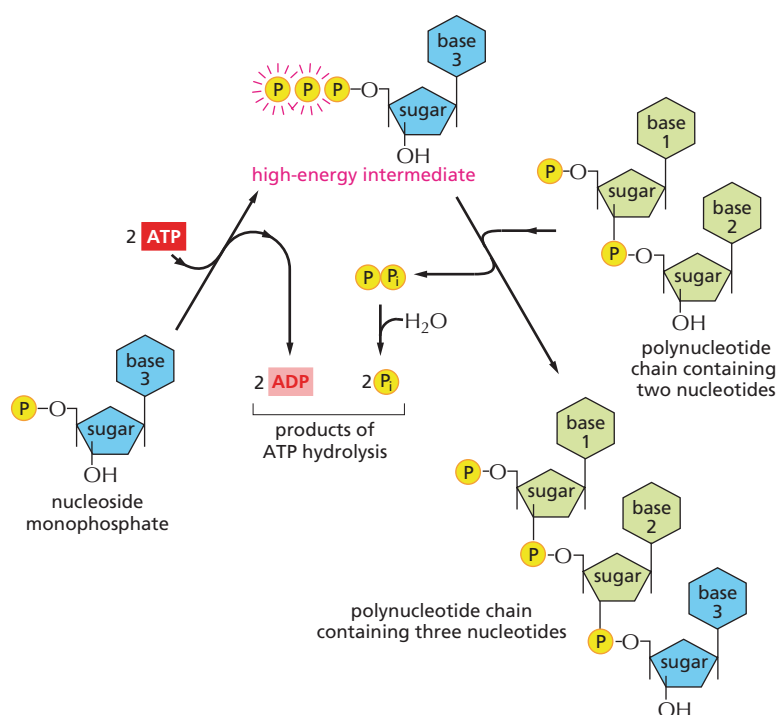 base
3
P P P O
sugar
OH
high-energy intermediate
base
1
P O
sugar
base
2
P O
sugar
OH
polynucleotide
chain containing
two nucleotides
2 ATP
P Pi
H2O
2 ADP
2 Pi
products of
ATP hydrolysis
base
3
P O
sugar
OH
nucleoside
monophosphate
base
1
P O
sugar
base
2
P O
sugar
base
3
P O
sugar
OH
polynucleotide chain
containing three nucleotides